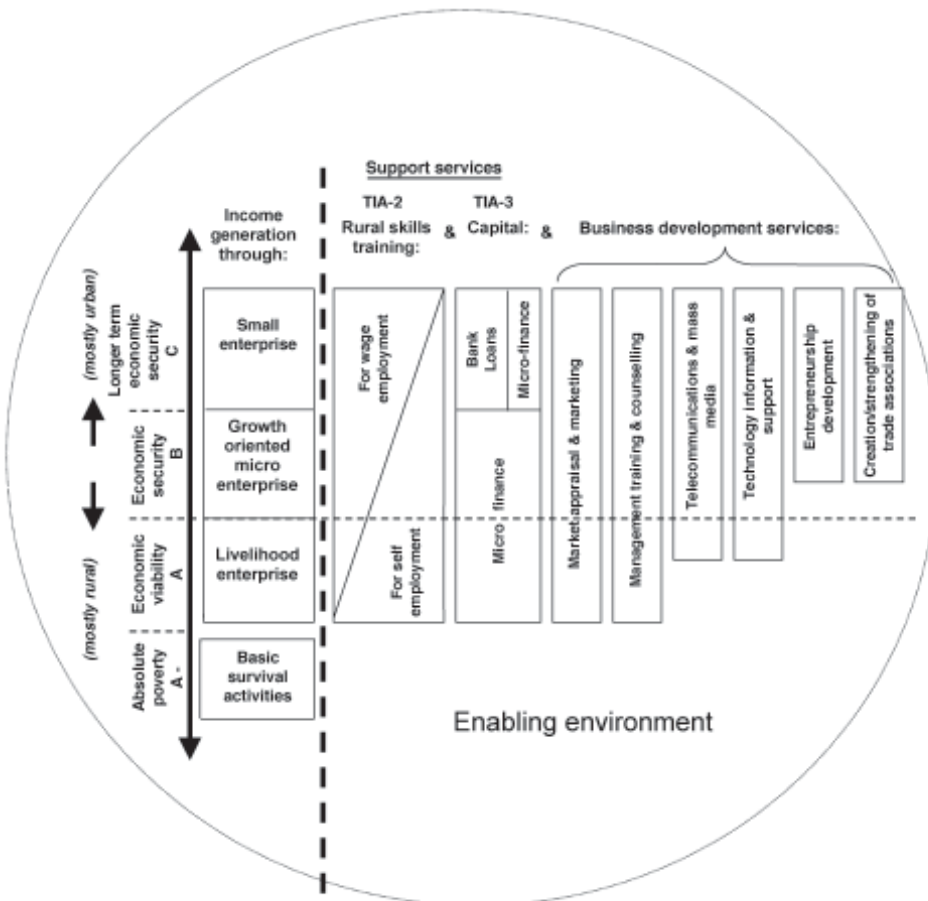 Support services
TIA-2
Rural skills
training:
&
TIA-3
Capital:
&
Business development services:
Income
generation
through:
(mostly urban)
(mostly rural)
Longer term
economic
security
C
Economic
security
B
Economic
viability
A
Absolute
poverty
A -
Small
enterprise
Growth
oriented
micro
enterprise
Livelihood
enterprise
Basic
survival
activities
For wage
employment
For self
employment
Bank
Loans
Micro-finance
Micro finance
Market appraisal & marketing
Management training & counselling
Telecommunications & mass
media
Technology information &
support
Entrepreneurship
development
Creation/strengthening of
trade associations
Enabling environment